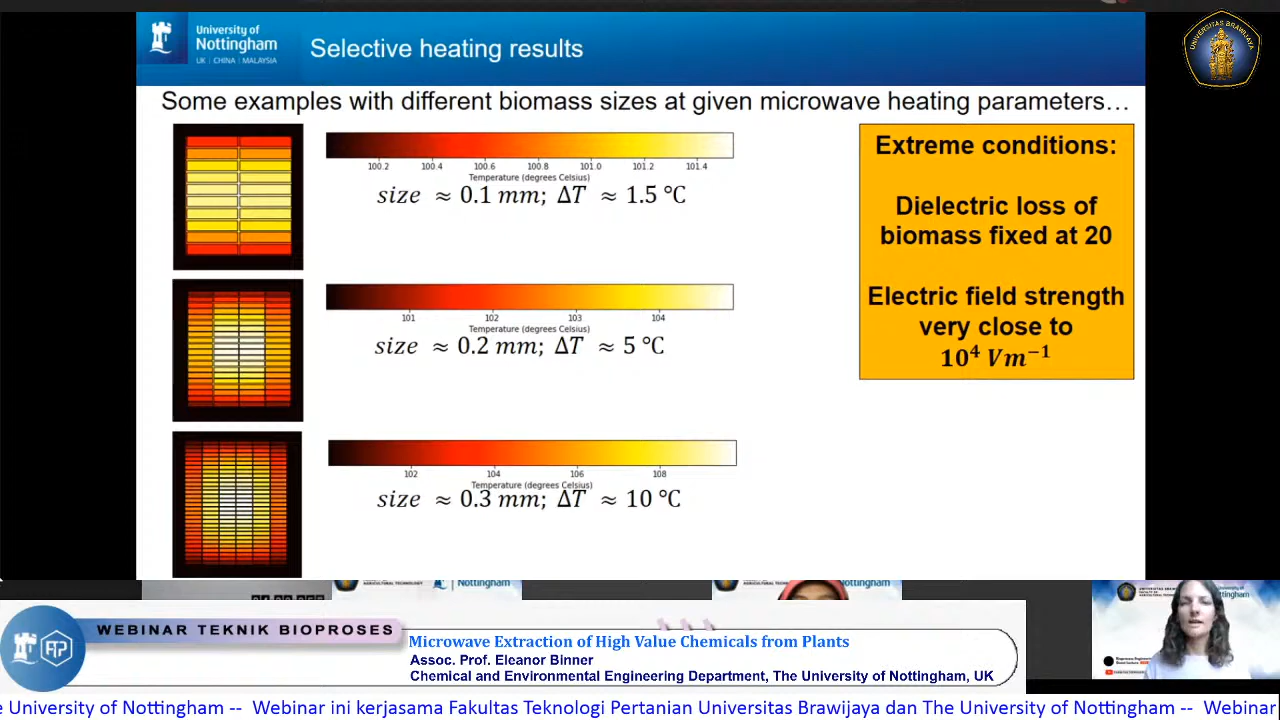 University of
Nottingham
UK | CHINA | MALAYSIA
Selective heating results
UNIVERSITAS BRAWIJAYA
Some examples with different biomass sizes at given microwave heating parameters…
100.2 100.4 100.6 100.8 101.0 101.2 101.4
Temperature (degrees Celsius)
size ≈ 0.1 mm; ΔT ≈ 1.5 °C
101 102 103 104
Temperature (degrees Celsius)
size ≈ 0.2 mm; ΔT ≈ 5 °C
102 104 106 108
Temperature (degrees Celsius)
size ≈ 0.3 mm; ΔT ≈ 10 °C
Extreme conditions:
Dielectric loss of
biomass fixed at 20
Electric field strength
very close to
10⁴ Vm⁻¹
Nottingham
WEBINAR TEKNIK BIOPROSES
Microwave Extraction of High Value Chemicals from Plants
Assoc. Prof. Eleanor Binner
Chemical and Environmental Engineering Department, The University of Nottingham, UK
University of Nottingham -- Webinar ini kerjasama Fakultas Teknologi Pertanian Universitas Brawijaya dan The University of Nottingham -- Webinar